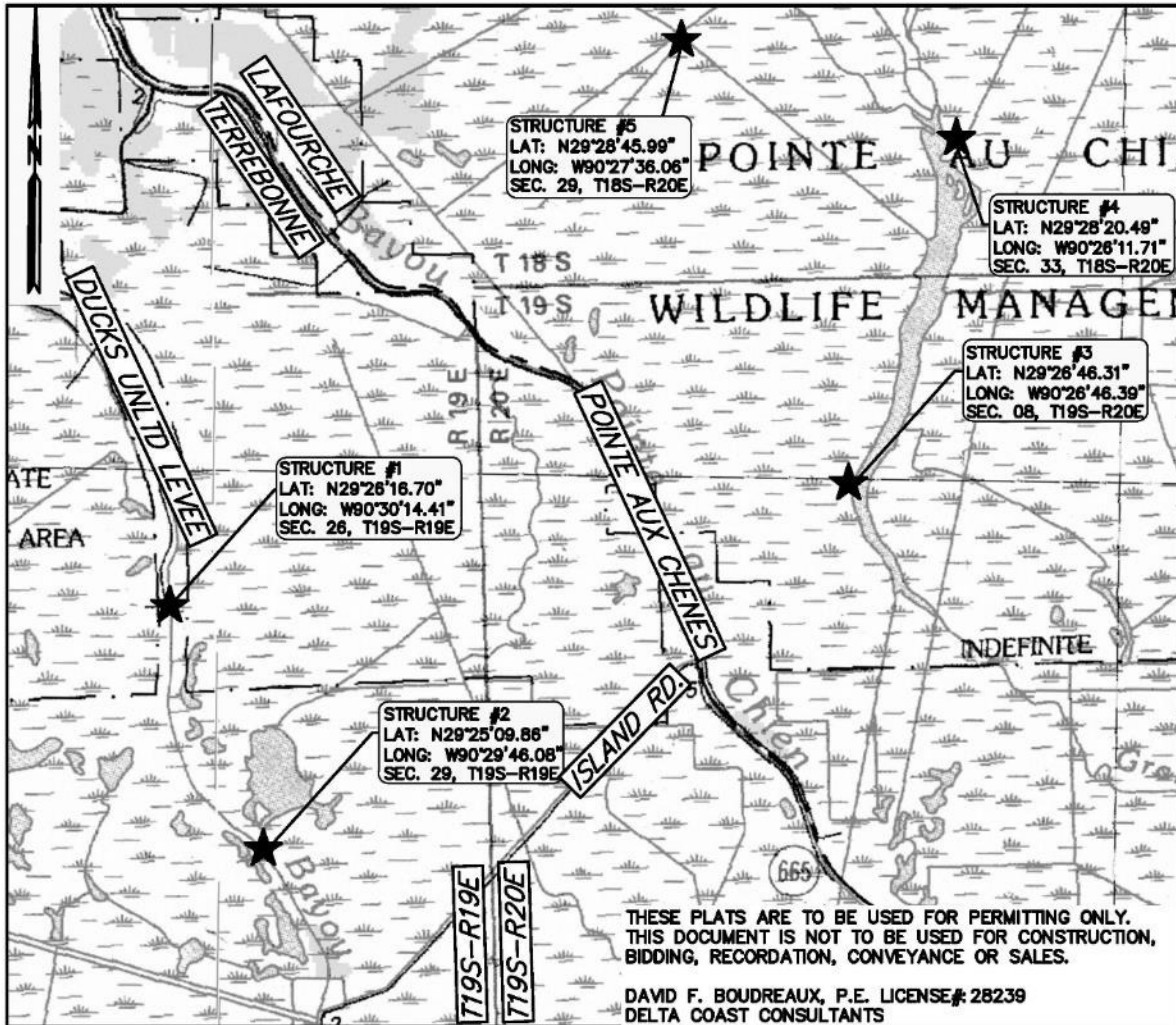 N
2
LAFOURCHE
TERREBONNE
STRUCTURE #5
LAT: N29°28'45.99"
LONG: W90°27'36.06"
SEC. 29, T18S-R20E
POINTE AU CHI
STRUCTURE #4
LAT: N29°28'20.49"
LONG: W90°26'11.71"
SEC. 33, T18S-R20E
Bayou
T 18 S
T 19 S
WILDLIFE MANAGE
DUCKS UNLTD LEVEE
R 19 E
R 20 E
STRUCTURE #3
LAT: N29°26'46.31"
LONG: W90°26'46.39"
SEC. 08, T19S-R20E
POINTE AUX CHENES
Pointe
au
Chien
STRUCTURE #1
LAT: N29°26'16.70"
LONG: W90°30'14.41"
SEC. 26, T19S-R19E
ATE
AREA
INDEFINITE
STRUCTURE #2
LAT: N29°25'09.86"
LONG: W90°29'46.08"
SEC. 29, T19S-R19E
ISLAND RD.
5
Gra
Bayou
665
T19S-R19E
T19S-R20E
2
THESE PLATS ARE TO BE USED FOR PERMITTING ONLY.
THIS DOCUMENT IS NOT TO BE USED FOR CONSTRUCTION,
BIDDING, RECORDATION, CONVEYANCE OR SALES.
DAVID F. BOUDREAUX, P.E. LICENSE#: 28239
DELTA COAST CONSULTANTS